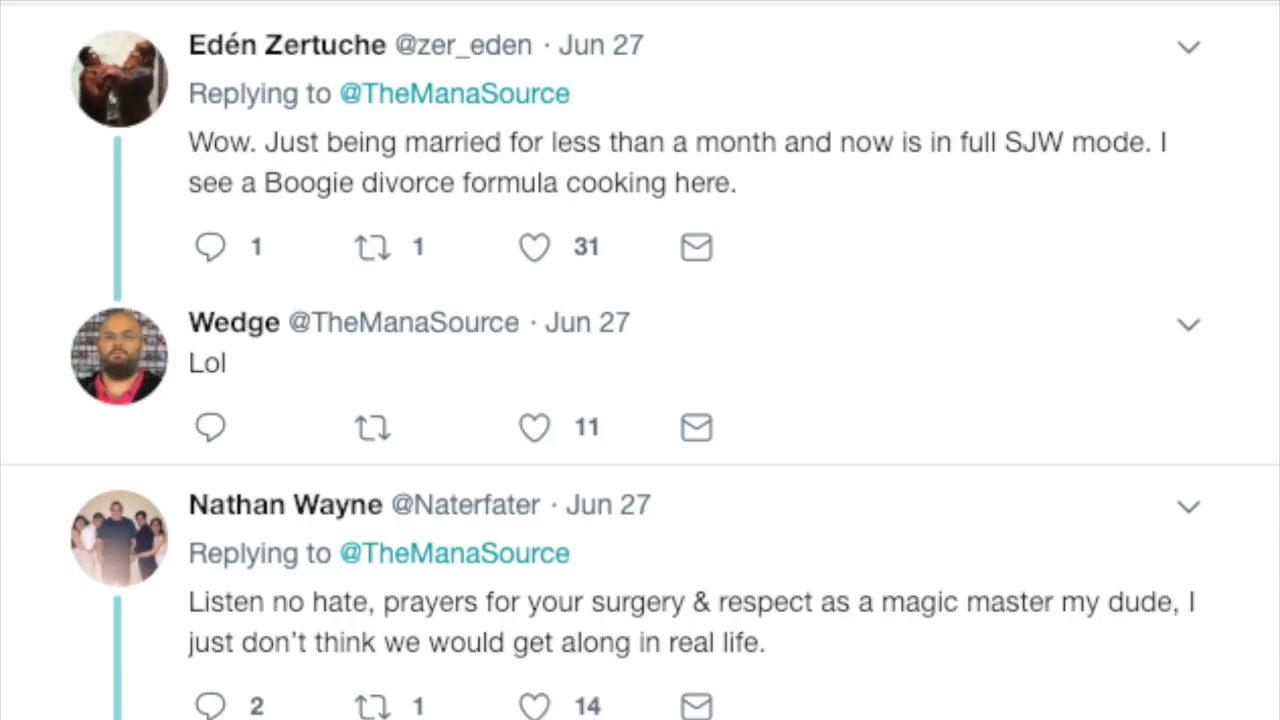 Edén Zertuche @zer_eden · Jun 27
Replying to @TheManaSource
Wow. Just being married for less than a month and now is in full SJW mode. I
see a Boogie divorce formula cooking here.
1 1 31
Wedge @TheManaSource · Jun 27
Lol
11
Nathan Wayne @Naterfater · Jun 27
Replying to @TheManaSource
Listen no hate, prayers for your surgery & respect as a magic master my dude, I
just don’t think we would get along in real life.
2 1 14